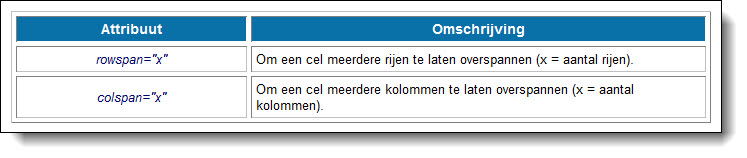 Attribuut Omschrijving
rowspan="x" Om een cel meerdere rijen te laten overspannen (x = aantal rijen).
colspan="x" Om een cel meerdere kolommen te laten overspannen (x = aantal
kolommen).